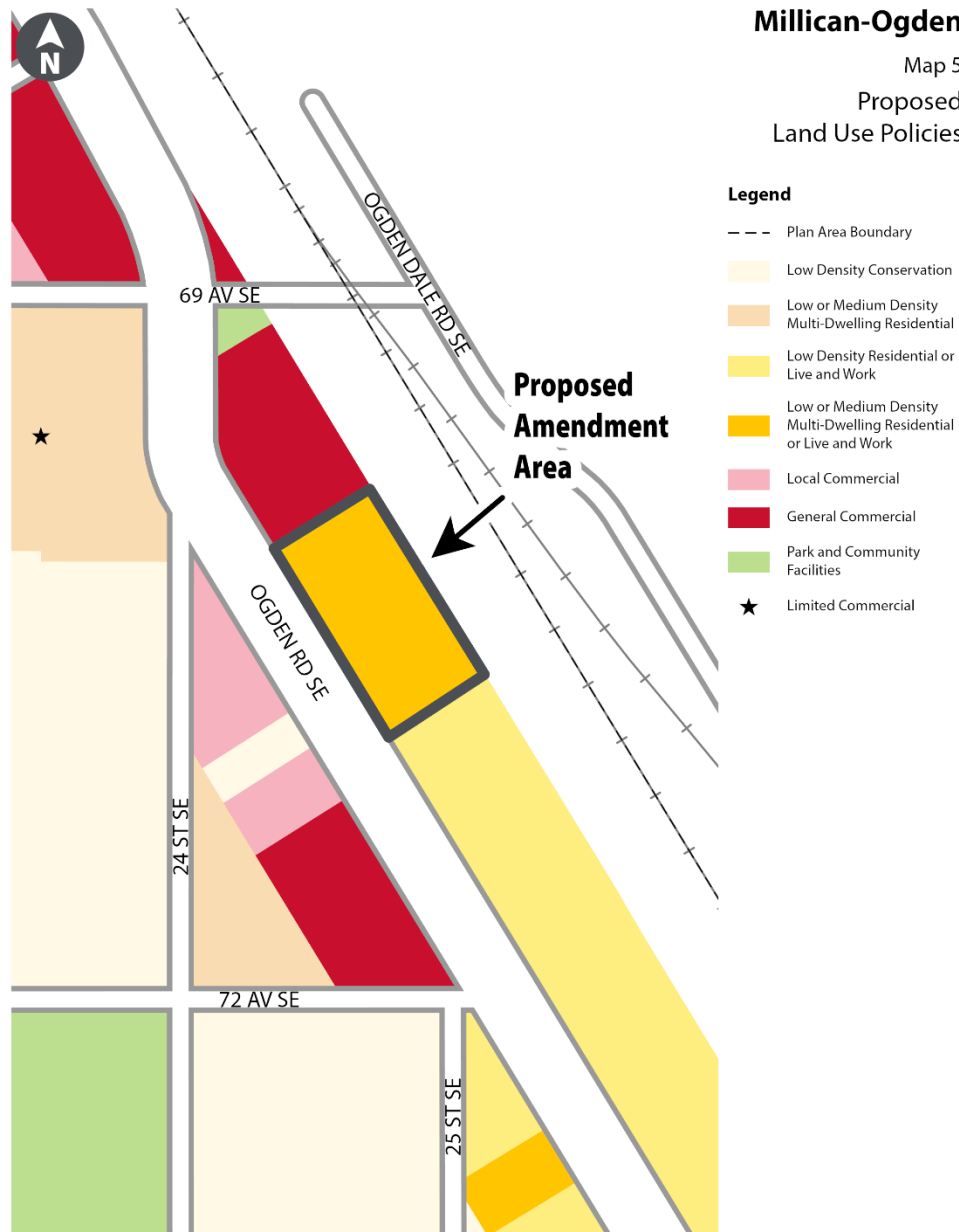 N
Millican-Ogden
Map 5
Proposed
Land Use Policies
Legend
Plan Area Boundary
Low Density Conservation
Low or Medium Density
Multi-Dwelling Residential
Low Density Residential or
Live and Work
Low or Medium Density
Multi-Dwelling Residential
or Live and Work
Local Commercial
General Commercial
Park and Community
Facilities
Limited Commercial
OGDEN DALE RD SE
69 AV SE
Proposed
Amendment
Area
OGDEN RD SE
24 ST SE
72 AV SE
25 ST SE